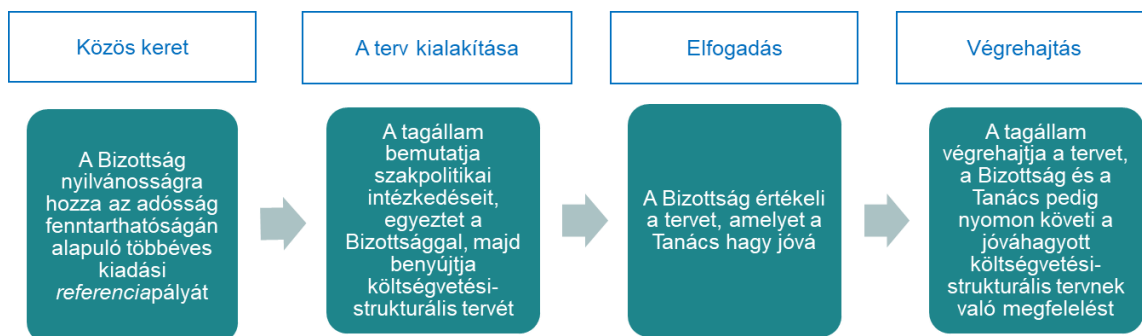 Közös keret
A terv kialakítása
Elfogadás
Végrehajtás
A Bizottság
nyilvánosságra
hozza az adósság
fenntarthatóságán
alapuló többéves
kiadási
referenciapályát
A tagállam
bemutatja
szakpolitikai
intézkedéseit,
egyeztet a
Bizottsággal, majd
benyújtja
költségvetési-
strukturális tervét
A Bizottság értékeli
a tervet, amelyet a
Tanács hagy jóvá
A tagállam
végrehajtja a tervet,
a Bizottság és a
Tanács pedig
nyomon követi a
jóváhagyott
költségvetési-
strukturális tervnek
való megfelelést